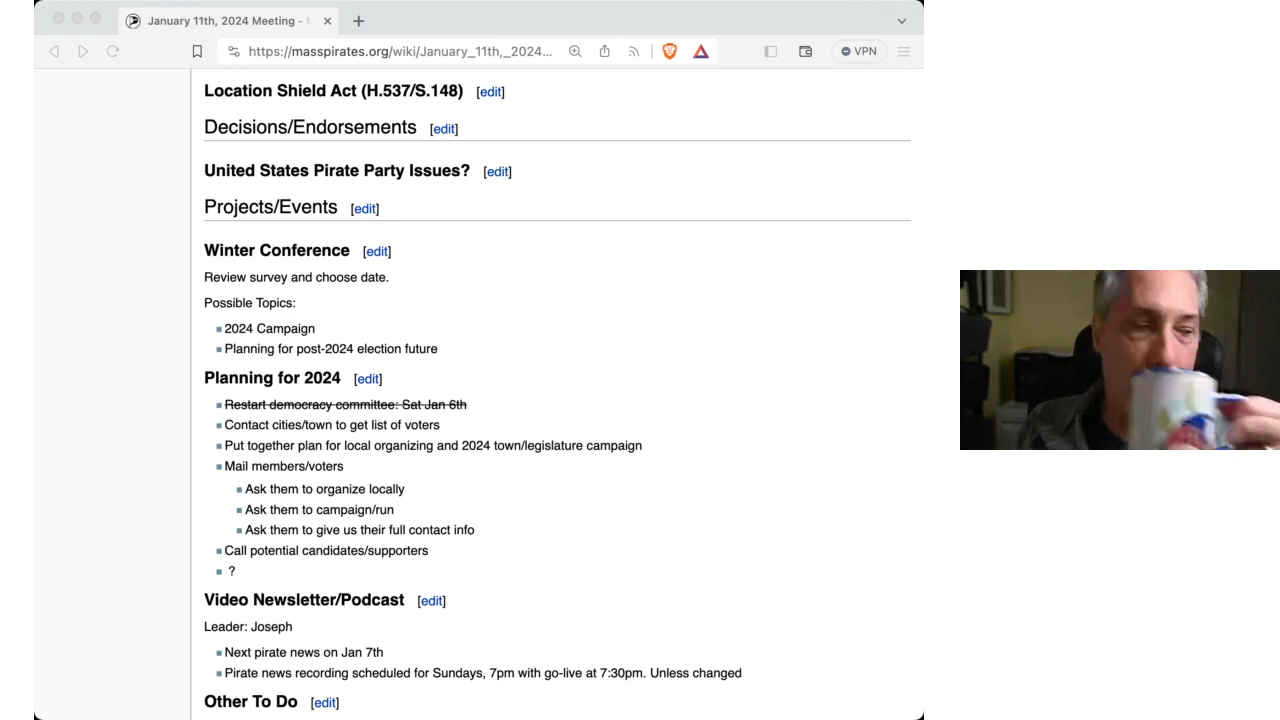 January 11th, 2024 Meeting -
https://masspirates.org/wiki/January_11th,_2024...
VPN
Location Shield Act (H.537/S.148) [edit]
Decisions/Endorsements [edit]
United States Pirate Party Issues? [edit]
Projects/Events [edit]
Winter Conference [edit]
Review survey and choose date.
Possible Topics:
2024 Campaign
Planning for post-2024 election future
Planning for 2024 [edit]
Restart democracy committee: Sat Jan 6th
Contact cities/town to get list of voters
Put together plan for local organizing and 2024 town/legislature campaign
Mail members/voters
Ask them to organize locally
Ask them to campaign/run
Ask them to give us their full contact info
Call potential candidates/supporters
?
Video Newsletter/Podcast [edit]
Leader: Joseph
Next pirate news on Jan 7th
Pirate news recording scheduled for Sundays, 7pm with go-live at 7:30pm. Unless changed
Other To Do [edit]